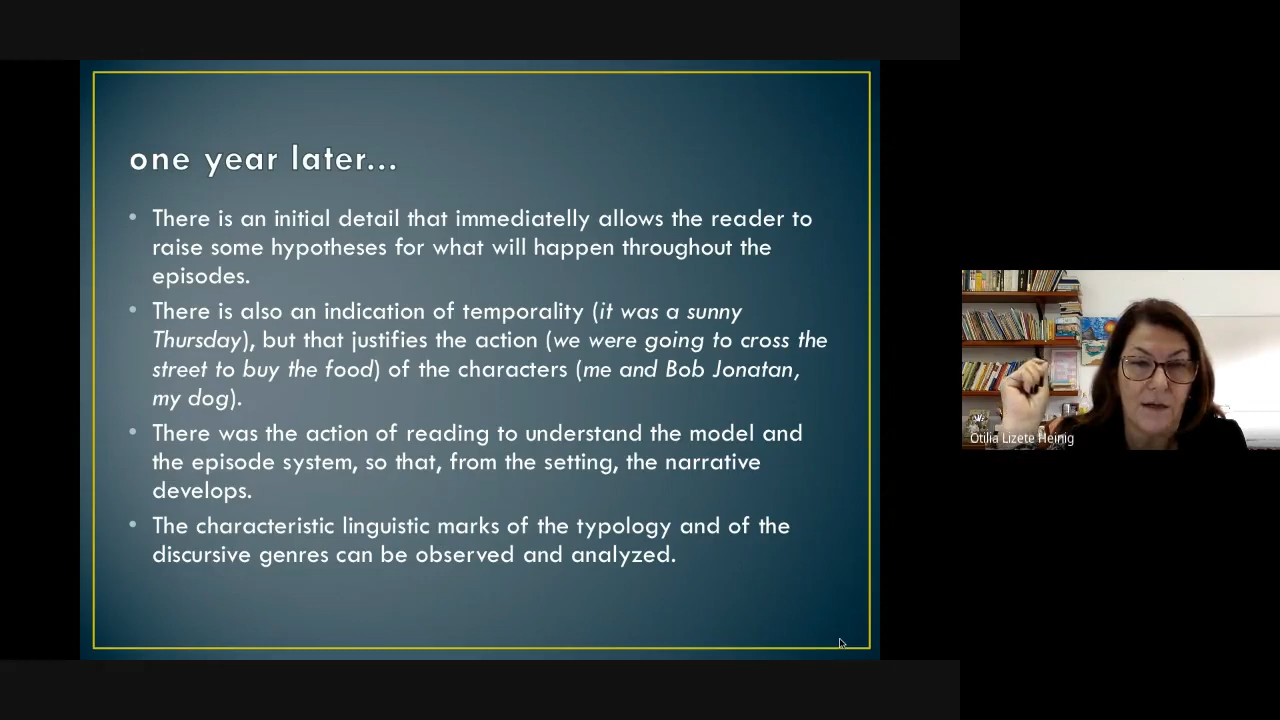 one year later...
• There is an initial detail that immediatelly allows the reader to
raise some hypotheses for what will happen throughout the
episodes.
• There is also an indication of temporality (it was a sunny
Thursday), but that justifies the action (we were going to cross the
street to buy the food) of the characters (me and Bob Jonatan,
my dog).
• There was the action of reading to understand the model and
the episode system, so that, from the setting, the narrative
develops.
• The characteristic linguistic marks of the typology and of the
discursive genres can be observed and analyzed.
Otilia Lizete Heinig